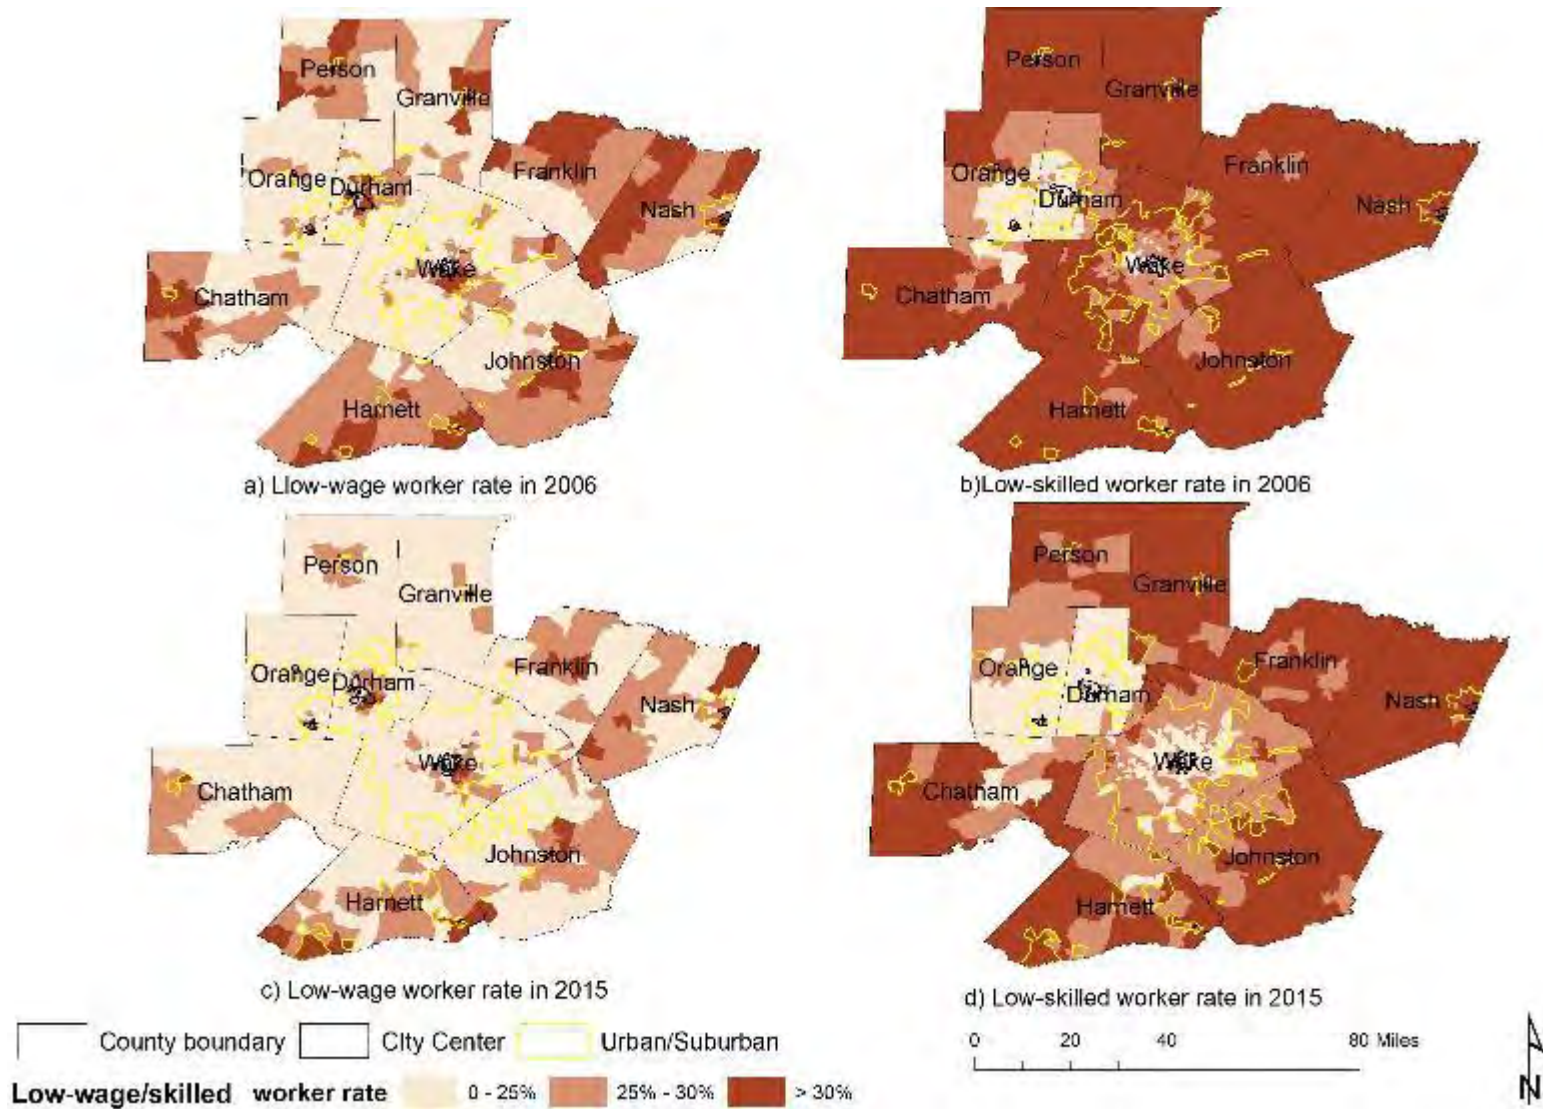 Person
Granville
Orange
Durham
Franklin
Nash
Wake
Chatham
Johnston
Harnett
a) Llow-wage worker rate in 2006
Person
Granville
Orange
Durham
Franklin
Nash
Wake
Chatham
Johnston
Harnett
b)Low-skilled worker rate in 2006
Person
Granville
Orange
Durham
Franklin
Nash
Wake
Chatham
Johnston
Harnett
c) Low-wage worker rate in 2015
Person
Granville
Orange
Durham
Franklin
Nash
Wake
Chatham
Johnston
Harnett
d) Low-skilled worker rate in 2015
County boundary CIty Center Urban/Suburban
0 20 40 80 Miles
Low-wage/skilled worker rate 0 - 25% 25% - 30% > 30%
N